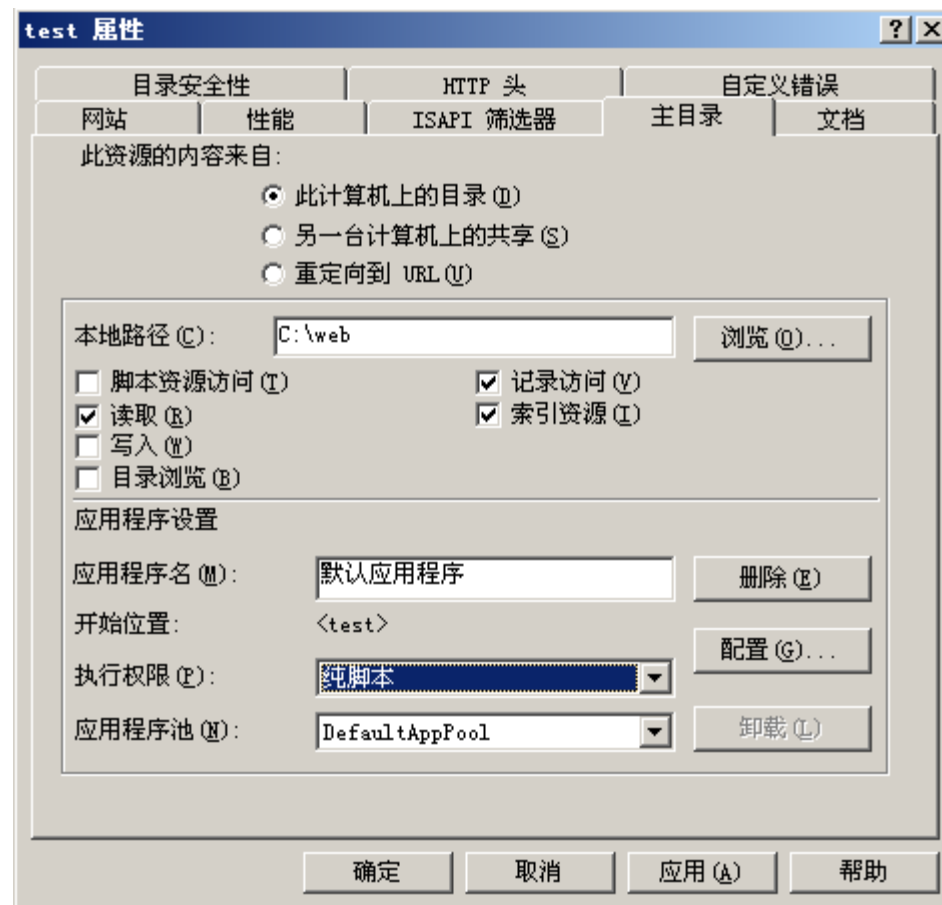 test 属性
目录安全性 HTTP 头 自定义错误
网站 性能 ISAPI 筛选器 主目录 文档
此资源的内容来自:
此计算机上的目录(D)
另一台计算机上的共享(S)
重定向到 URL(U)
本地路径(C): C:\web 浏览(O)...
脚本资源访问(T) 记录访问(V)
读取(R) 索引资源(I)
写入(W)
目录浏览(B)
应用程序设置
应用程序名(M): 默认应用程序 删除(E)
开始位置: <test>
配置(G)...
执行权限(P): 纯脚本
应用程序池(N): DefaultAppPool 卸载(L)
确定 取消 应用(A) 帮助